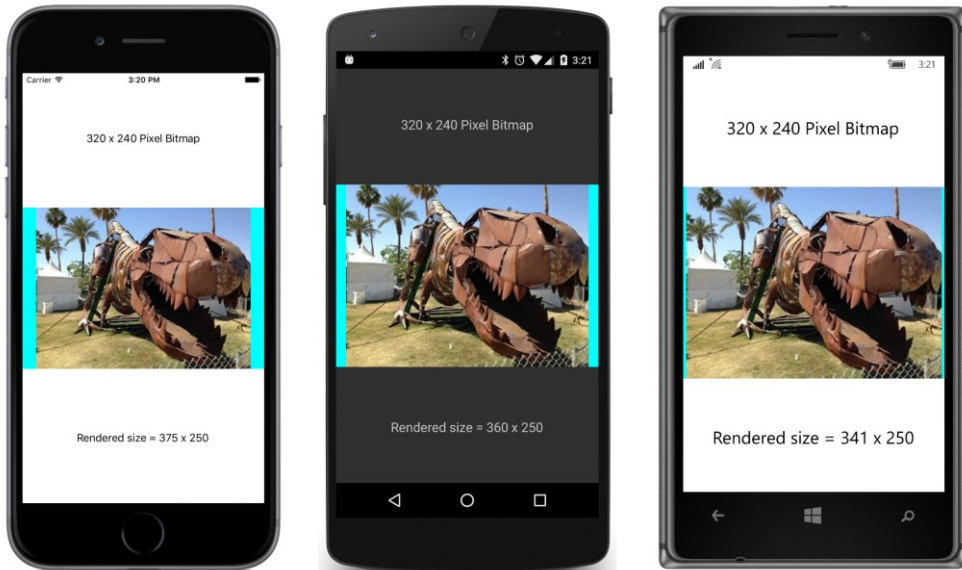 Carrier 3:20 PM
320 x 240 Pixel Bitmap
Rendered size = 375 x 250
3:21
320 x 240 Pixel Bitmap
Rendered size = 360 x 250
3:21
320 x 240 Pixel Bitmap
Rendered size = 341 x 250